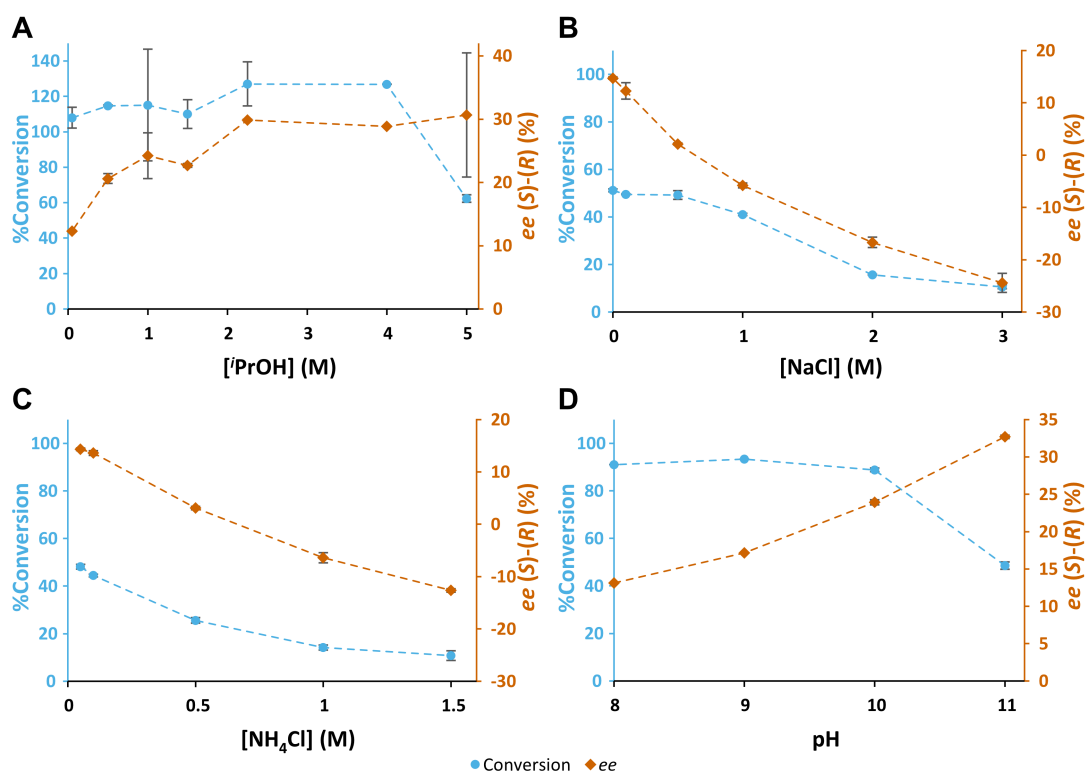 A
%Conversion
140
120
100
80
60
40
20
0
0 1 2 3 4 5
[ⁱPrOH] (M)
40
30
20
10
0
ee (S)-(R) (%)
B
%Conversion
100
80
60
40
20
0
0 1 2 3
[NaCl] (M)
20
10
0
-10
-20
-30
ee (S)-(R) (%)
C
%Conversion
100
80
60
40
20
0
0 0.5 1 1.5
[NH₄Cl] (M)
20
10
0
-10
-20
-30
ee (S)-(R) (%)
D
%Conversion
100
80
60
40
20
0
8 9 10 11
pH
35
30
25
20
15
10
5
0
ee (S)-(R) (%)
Conversion ee